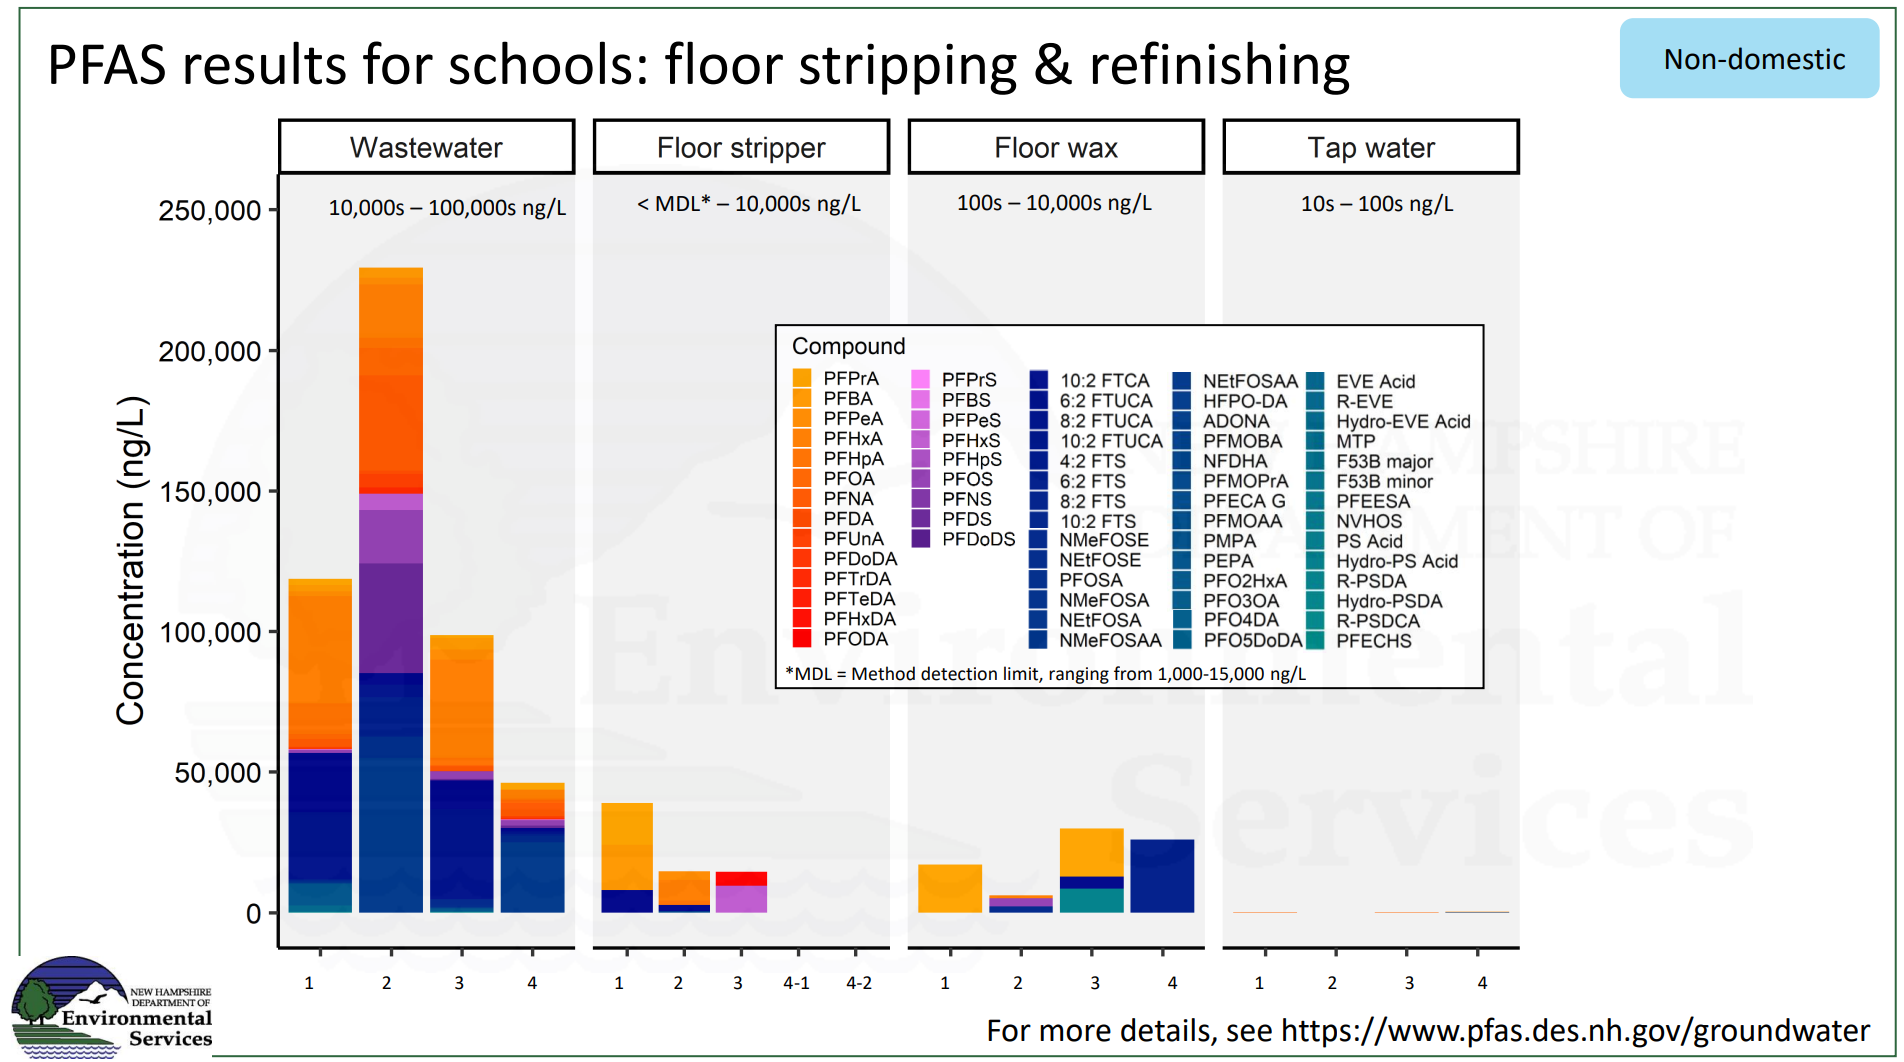 PFAS results for schools: floor stripping & refinishing
Non-domestic
Wastewater
Floor stripper
Floor wax
Tap water
10,000s – 100,000s ng/L
< MDL* – 10,000s ng/L
100s – 10,000s ng/L
10s – 100s ng/L
Concentration (ng/L)
250,000
200,000
150,000
100,000
50,000
0
Compound
PFPrA
PFBA
PFPeA
PFHxA
PFHpA
PFOA
PFNA
PFDA
PFUnA
PFDoDA
PFTrDA
PFTeDA
PFHxDA
PFODA
PFPrS
PFBS
PFPeS
PFHxS
PFHpS
PFOS
PFNS
PFDS
PFDoDS
10:2 FTCA
6:2 FTUCA
8:2 FTUCA
10:2 FTUCA
4:2 FTS
6:2 FTS
8:2 FTS
10:2 FTS
NMeFOSE
NEtFOSE
PFOSA
NMeFOSA
NEtFOSA
NMeFOSAA
NEtFOSAA
HFPO-DA
ADONA
PFMOBA
NFDHA
PFMOPrA
PFECA G
PFMOAA
PMPA
PEPA
PFO2HxA
PFO3OA
PFO4DA
PFO5DoDA
EVE Acid
R-EVE
Hydro-EVE Acid
MTP
F53B major
F53B minor
PFEESA
NVHOS
PS Acid
Hydro-PS Acid
R-PSDA
Hydro-PSDA
R-PSDCA
PFECHS
*MDL = Method detection limit, ranging from 1,000-15,000 ng/L
1 2 3 4
1 2 3 4-1 4-2
1 2 3 4
1 2 3 4
NEW HAMPSHIRE
DEPARTMENT OF
Environmental
Services
For more details, see https://www.pfas.des.nh.gov/groundwater
NEW HAMPSHIRE
DEPARTMENT OF
Environmental
Services